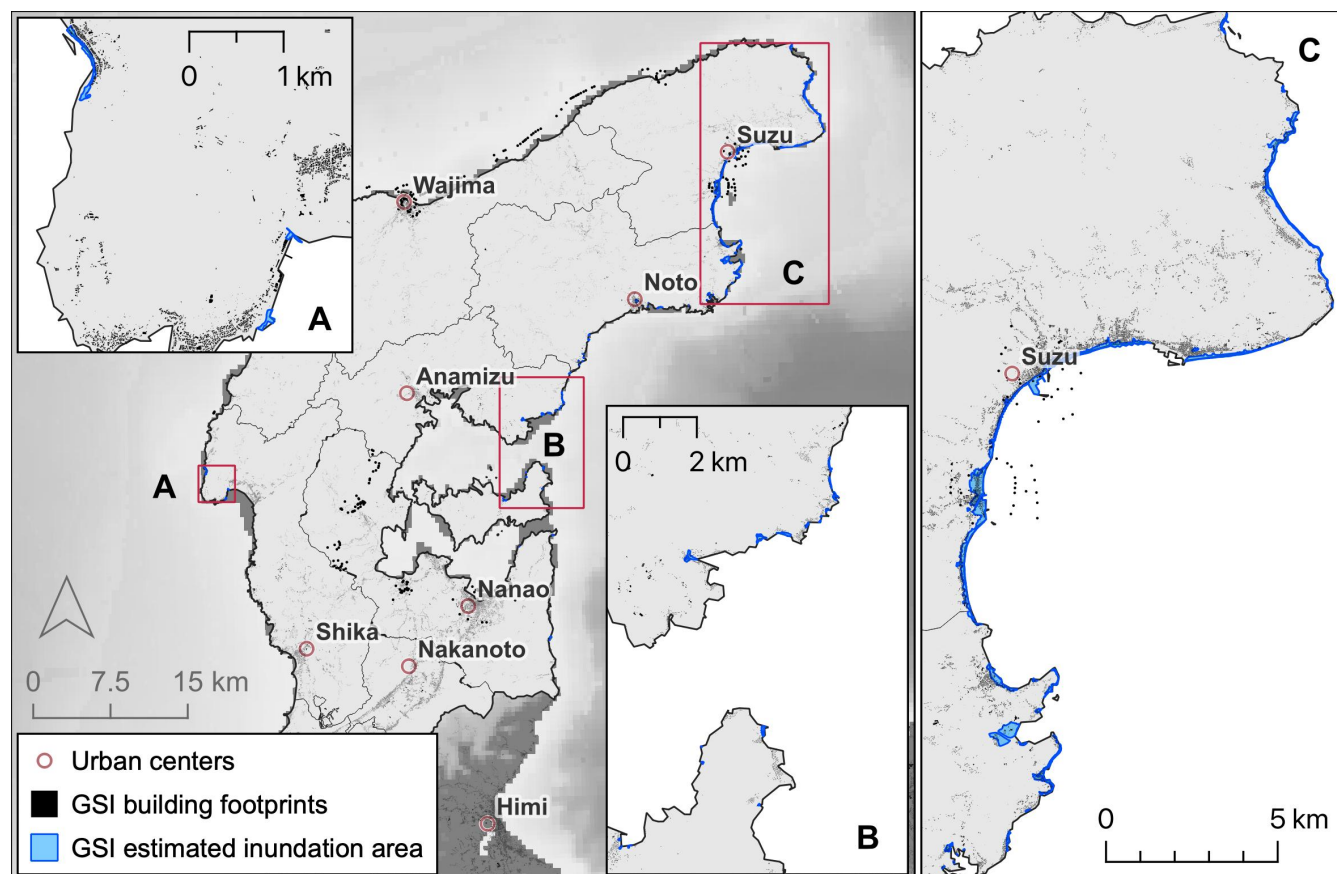 A
0 1 km
A
Wajima
Suzu
C
Noto
Anamizu
B
A
Nanao
Shika
Nakanoto
0 7.5 15 km
Himi
Urban centers
GSI building footprints
GSI estimated inundation area
0 2 km
B
C
Suzu
0 5 km